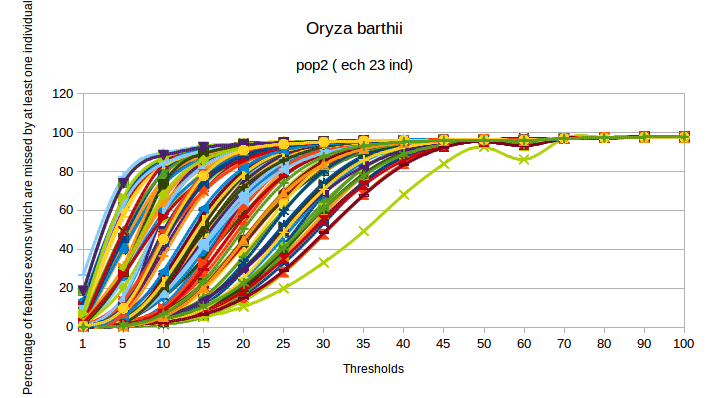 Oryza barthii
pop2 ( ech 23 ind)
Percentage of features exons which are missed by at least one individual
120
100
80
60
40
20
0
1 5 10 15 20 25 30 35 40 45 50 60 70 80 90 100
Thresholds